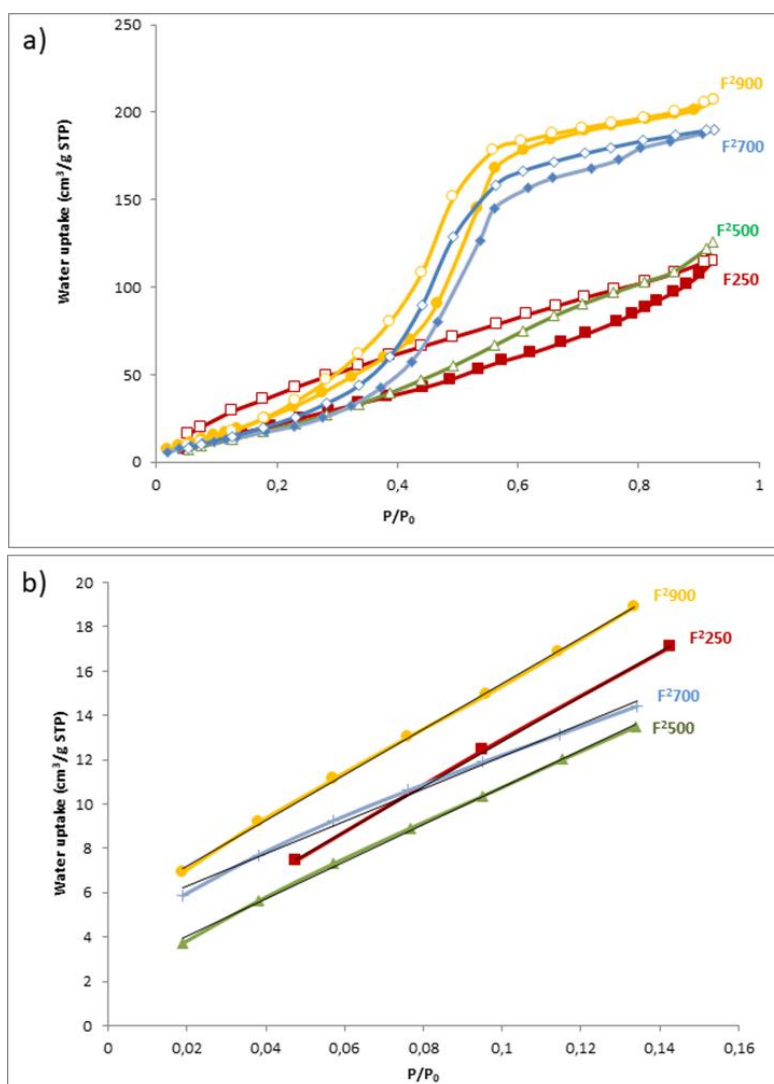 a)
250
200
150
100
50
0
Water uptake (cm³/g STP)
0
0,2
0,4
0,6
0,8
1
P/P₀
F²900
F²700
F²500
F250
b)
20
18
16
14
12
10
8
6
4
2
0
Water uptake (cm³/g STP)
0
0,02
0,04
0,06
0,08
0,1
0,12
0,14
0,16
P/P₀
F²900
F²250
F²700
F²500